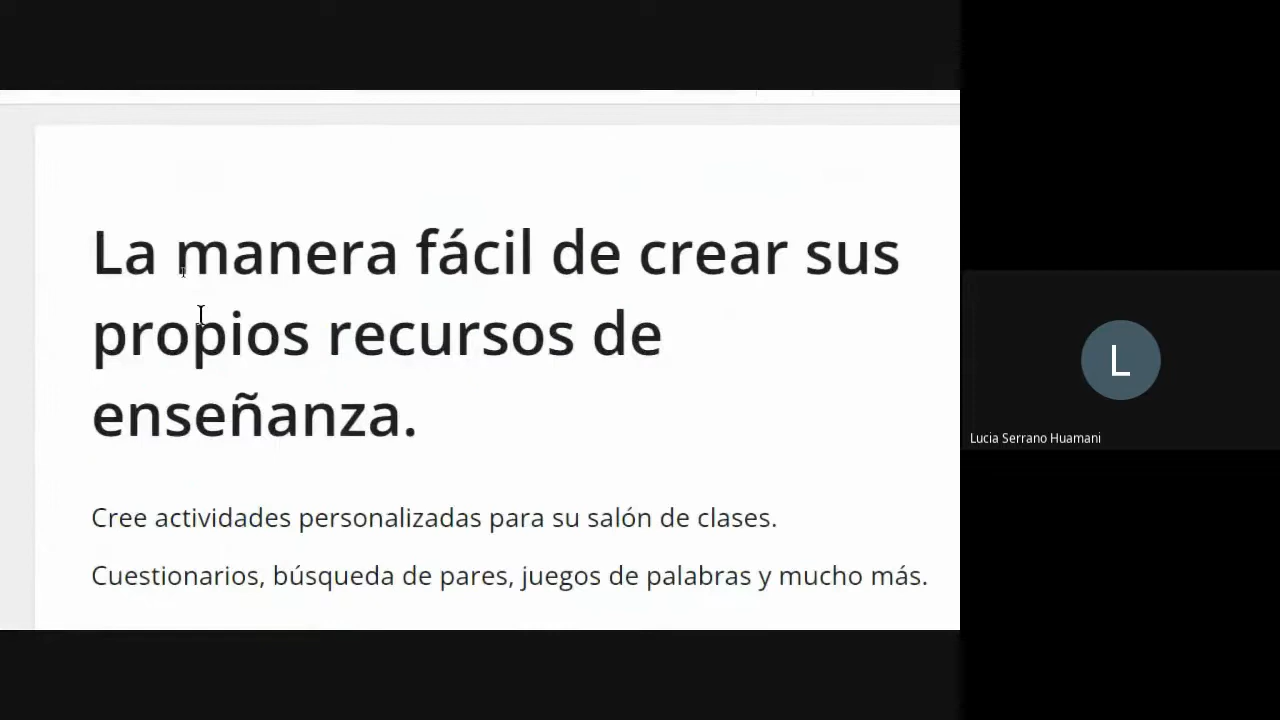 La manera fácil de crear sus
propios recursos de
enseñanza.
Cree actividades personalizadas para su salón de clases.
Cuestionarios, búsqueda de pares, juegos de palabras y mucho más.
L
Lucia Serrano Huamani